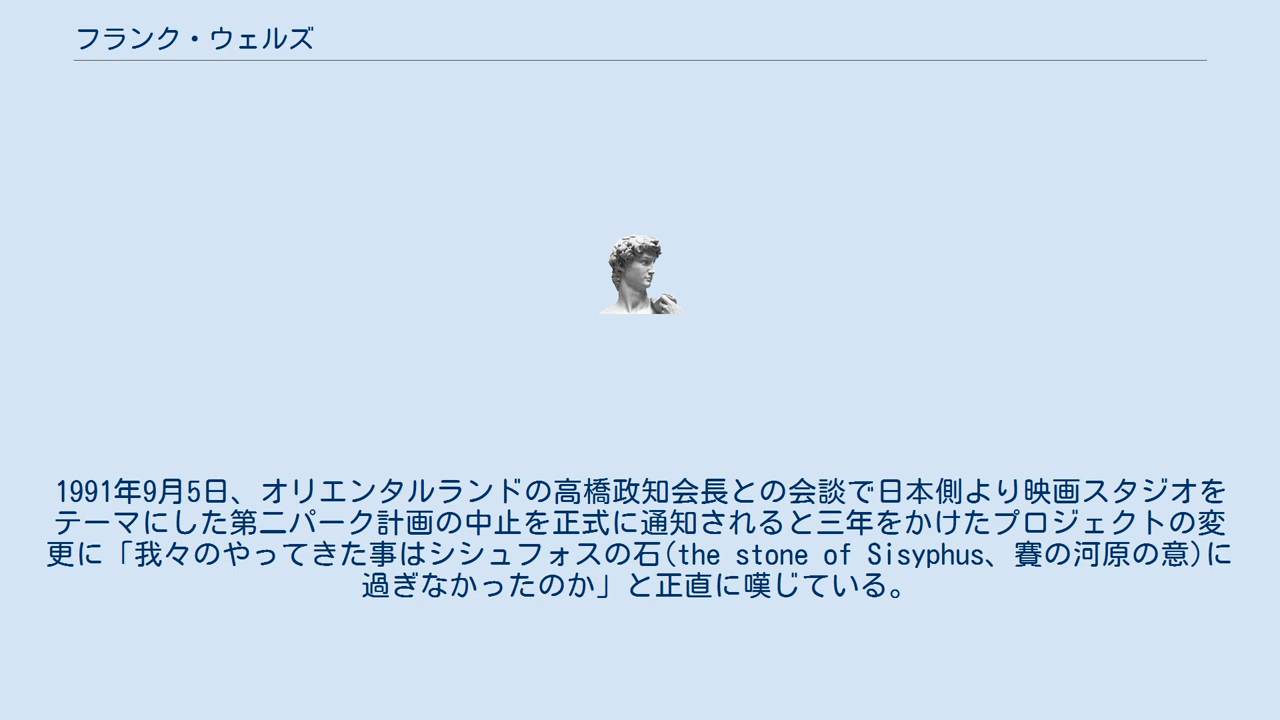 フランク・ウェルズ
1991年9月5日、オリエンタルランドの高橋政知会長との会談で日本側より映画スタジオを
テーマにした第二パーク計画の中止を正式に通知されると三年をかけたプロジェクトの変
更に「我々のやってきた事はシシュフォスの石(the stone of Sisyphus、賽の河原の意)に
過ぎなかったのか」と正直に嘆じている。